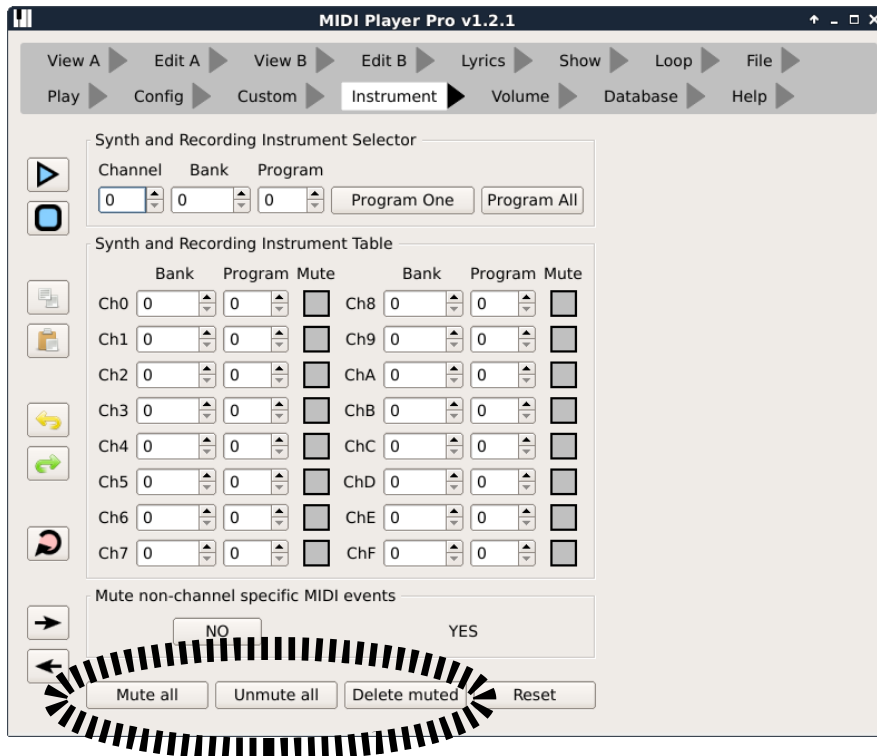 MIDI Player Pro v1.2.1
View A Edit A View B Edit B Lyrics Show Loop File
Play Config Custom Instrument Volume Database Help
Synth and Recording Instrument Selector
Channel Bank Program
0 0 0 Program One Program All
Synth and Recording Instrument Table
Bank Program Mute Bank Program Mute
Ch0 0 0 Ch8 0 0
Ch1 0 0 Ch9 0 0
Ch2 0 0 ChA 0 0
Ch3 0 0 ChB 0 0
Ch4 0 0 ChC 0 0
Ch5 0 0 ChD 0 0
Ch6 0 0 ChE 0 0
Ch7 0 0 ChF 0 0
Mute non-channel specific MIDI events
NO YES
Mute all Unmute all Delete muted Reset